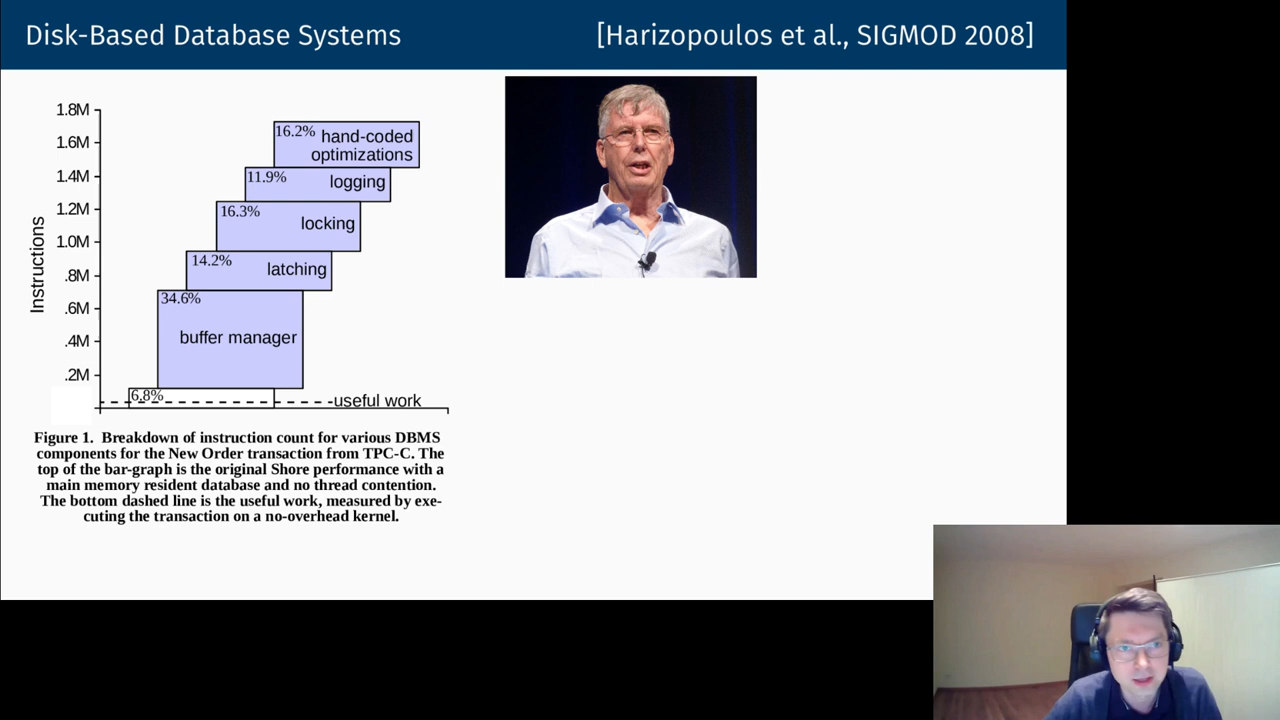 Disk-Based Database Systems
[Harizopoulos et al., SIGMOD 2008]
Instructions
1.8M
1.6M
1.4M
1.2M
1.0M
.8M
.6M
.4M
.2M
16.2% hand-coded
optimizations
11.9% logging
16.3% locking
14.2% latching
34.6%
buffer manager
6.8%
useful work
Figure 1. Breakdown of instruction count for various DBMS
components for the New Order transaction from TPC-C. The
top of the bar-graph is the original Shore performance with a
main memory resident database and no thread contention.
The bottom dashed line is the useful work, measured by exe-
cuting the transaction on a no-overhead kernel.